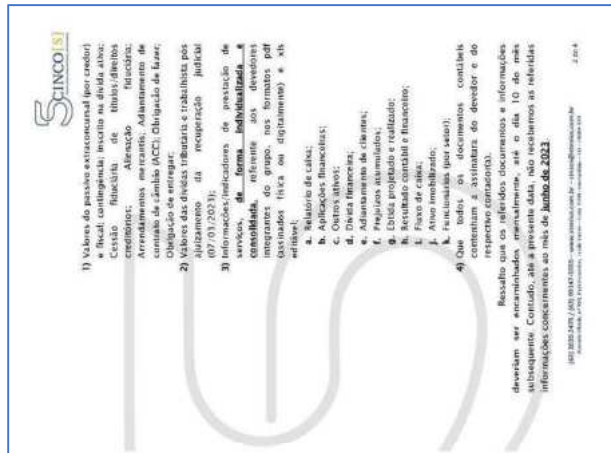 CINCO[S]
1) Valores do passivo extraconcursal (por credor)
e fiscal; contingência; inscrito na dívida ativa;
Cessão fiduciária de títulos/direitos
creditórios; Alienação fiduciária;
Arrendamentos mercantis; Adiantamento de
contrato de câmbio (ACC); Obrigação de fazer;
Obrigação de entregar;
2) Valores das dívidas tributária e trabalhista pós
ajuizamento da recuperação judicial
(07.03.2023);
3) Informações/indicadores de prestação de
serviços, de forma individualizada e
consolidada, referente aos devedores
integrantes do grupo, nos formatos pdf
(assinados física ou digitalmente) e xls
editável;
a. Relatório de caixa;
b. Aplicações financeiras;
c. Outros ativos;
d. Dívida financeira;
e. Adiantamento de clientes;
f. Prejuízos acumulados;
g. Ebitda projetado e realizado;
h. Resultado contábil e financeiro;
i. Fluxo de caixa;
j. Ativo imobilizado;
k. Funcionários (por setor);
4) Que todos os documentos contábeis
contenham a assinatura do devedor e do
respectivo contador(a).
Ressalto que os referidos documentos e informações
deveriam ser encaminhados mensalmente, até o dia 10 do mês
subsequente. Contudo, até a presente data, não recebemos as referidas
informações concernentes ao mês de junho de 2023.